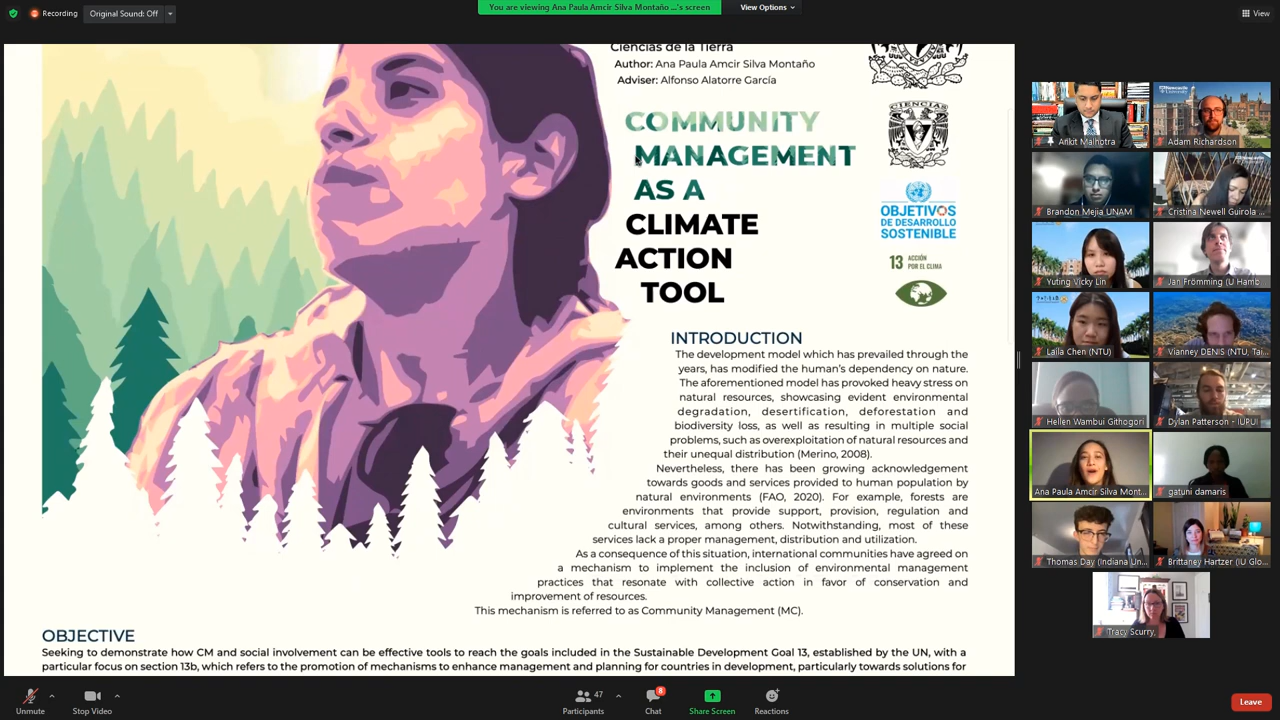 Recording
Original Sound: Off
You are viewing Ana Paula Amcir Silva Montaño ...'s screen
View Options
View
Ciencias de la Tierra
Author: Ana Paula Amcir Silva Montaño
Adviser: Alfonso Alatorre García
COMMUNITY
MANAGEMENT
AS A
CLIMATE
ACTION
TOOL
CIENCIAS
OBJETIVOS
DE DESARROLLO
SOSTENIBLE
13 ACCIÓN
POR EL CLIMA
INTRODUCTION
The development model which has prevailed through the
years, has modified the human's dependency on nature.
The aforementioned model has provoked heavy stress on
natural resources, showcasing evident environmental
degradation, desertification, deforestation and
biodiversity loss, as well as resulting in multiple social
problems, such as overexploitation of natural resources and
their unequal distribution (Merino, 2008).
Nevertheless, there has been growing acknowledgement
towards goods and services provided to human population by
natural environments (FAO, 2020). For example, forests are
environments that provide support, provision, regulation and
cultural services, among others. Notwithstanding, most of these
services lack a proper management, distribution and utilization.
As a consequence of this situation, international communities have agreed on
a mechanism to implement the inclusion of environmental management
practices that resonate with collective action in favor of conservation and
improvement of resources.
This mechanism is referred to as Community Management (MC).
OBJECTIVE
Seeking to demonstrate how CM and social involvement can be effective tools to reach the goals included in the Sustainable Development Goal 13, established by the UN, with a
particular focus on section 13b, which refers to the promotion of mechanisms to enhance management and planning for countries in development, particularly towards solutions for
Ankit Malhotra
Adam Richardson
Brandon Mejia UNAM
Cristina Newell Guirola ...
Yuting Vicky Lin
Jan Frömming (U Hamb
Laila Chen (NTU)
Vianney DENIS (NTU, Tai...
Hellen Wambui Githogori
Dylan Patterson - IUPUI
Ana Paula Amcir Silva Mont...
gatuni damaris
Thomas Day (Indiana Un...
Brittaney Hartzer (IU Glo...
Tracy Scurry,
Unmute
Stop Video
47
Participants
8
Chat
Share Screen
Reactions
Leave